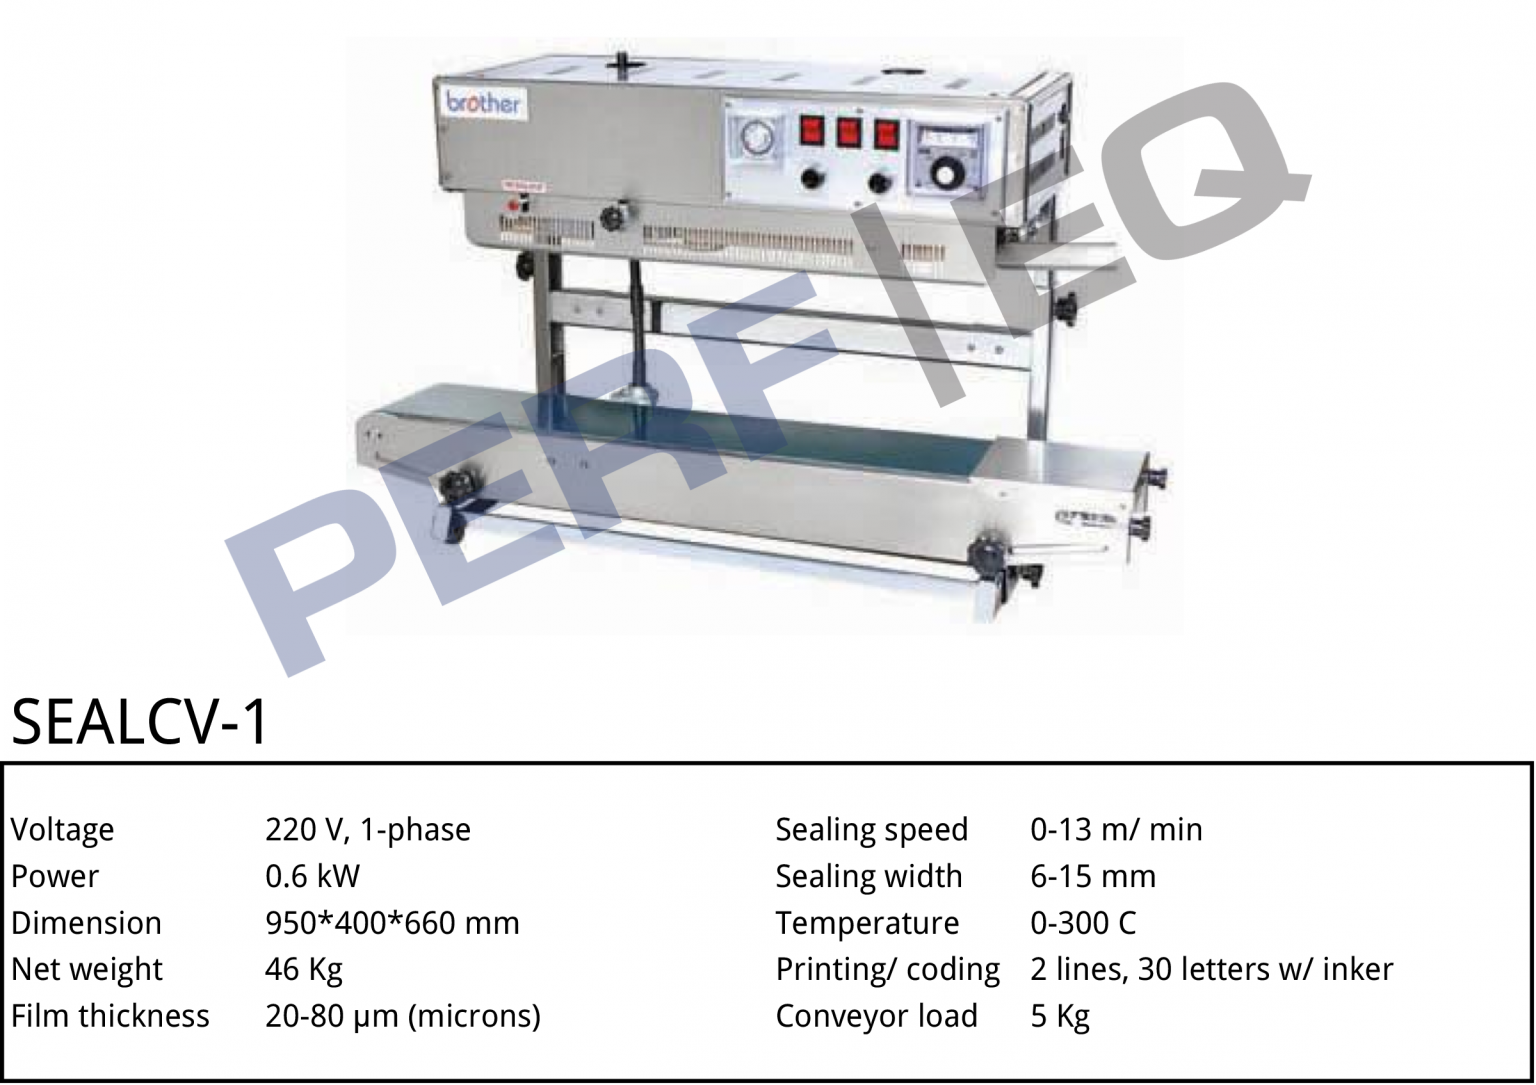 brother
PERF | EQ
SEALCV-1
Voltage 220 V, 1-phase
Power 0.6 kW
Dimension 950*400*660 mm
Net weight 46 Kg
Film thickness 20-80 µm (microns)
Sealing speed 0-13 m/ min
Sealing width 6-15 mm
Temperature 0-300 C
Printing/ coding 2 lines, 30 letters w/ inker
Conveyor load 5 Kg